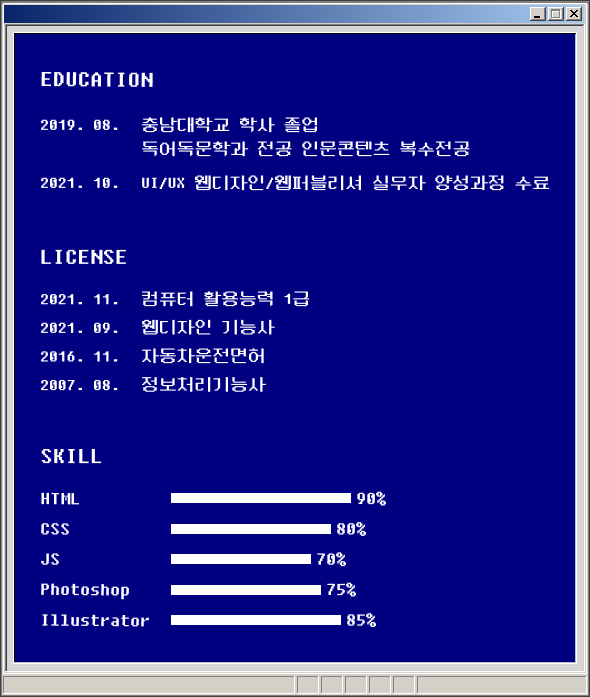 EDUCATION
2019. 08. 충남대학교 학사 졸업
독어독문학과 전공 인문콘텐츠 복수전공
2021. 10. UI/UX 웹디자인/웹퍼블리셔 실무자 양성과정 수료
LICENSE
2021. 11. 컴퓨터 활용능력 1급
2021. 09. 웹디자인 기능사
2016. 11. 자동차운전면허
2007. 08. 정보처리기능사
SKILL
HTML 90%
CSS 80%
JS 70%
Photoshop 75%
Illustrator 85%